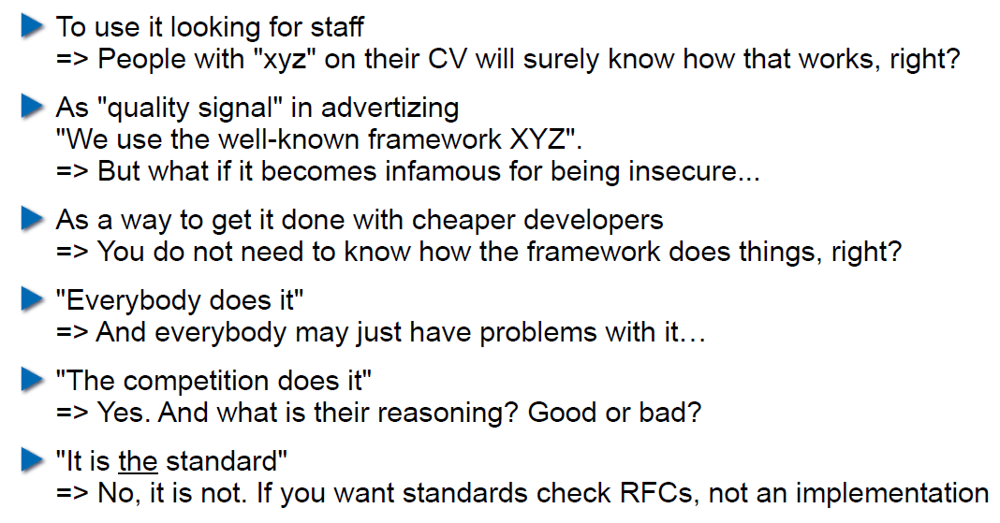 To use it looking for staff
=> People with "xyz" on their CV will surely know how that works, right?
As "quality signal" in advertizing
"We use the well-known framework XYZ".
=> But what if it becomes infamous for being insecure...
As a way to get it done with cheaper developers
=> You do not need to know how the framework does things, right?
"Everybody does it"
=> And everybody may just have problems with it…
"The competition does it"
=> Yes. And what is their reasoning? Good or bad?
"It is the standard"
=> No, it is not. If you want standards check RFCs, not an implementation